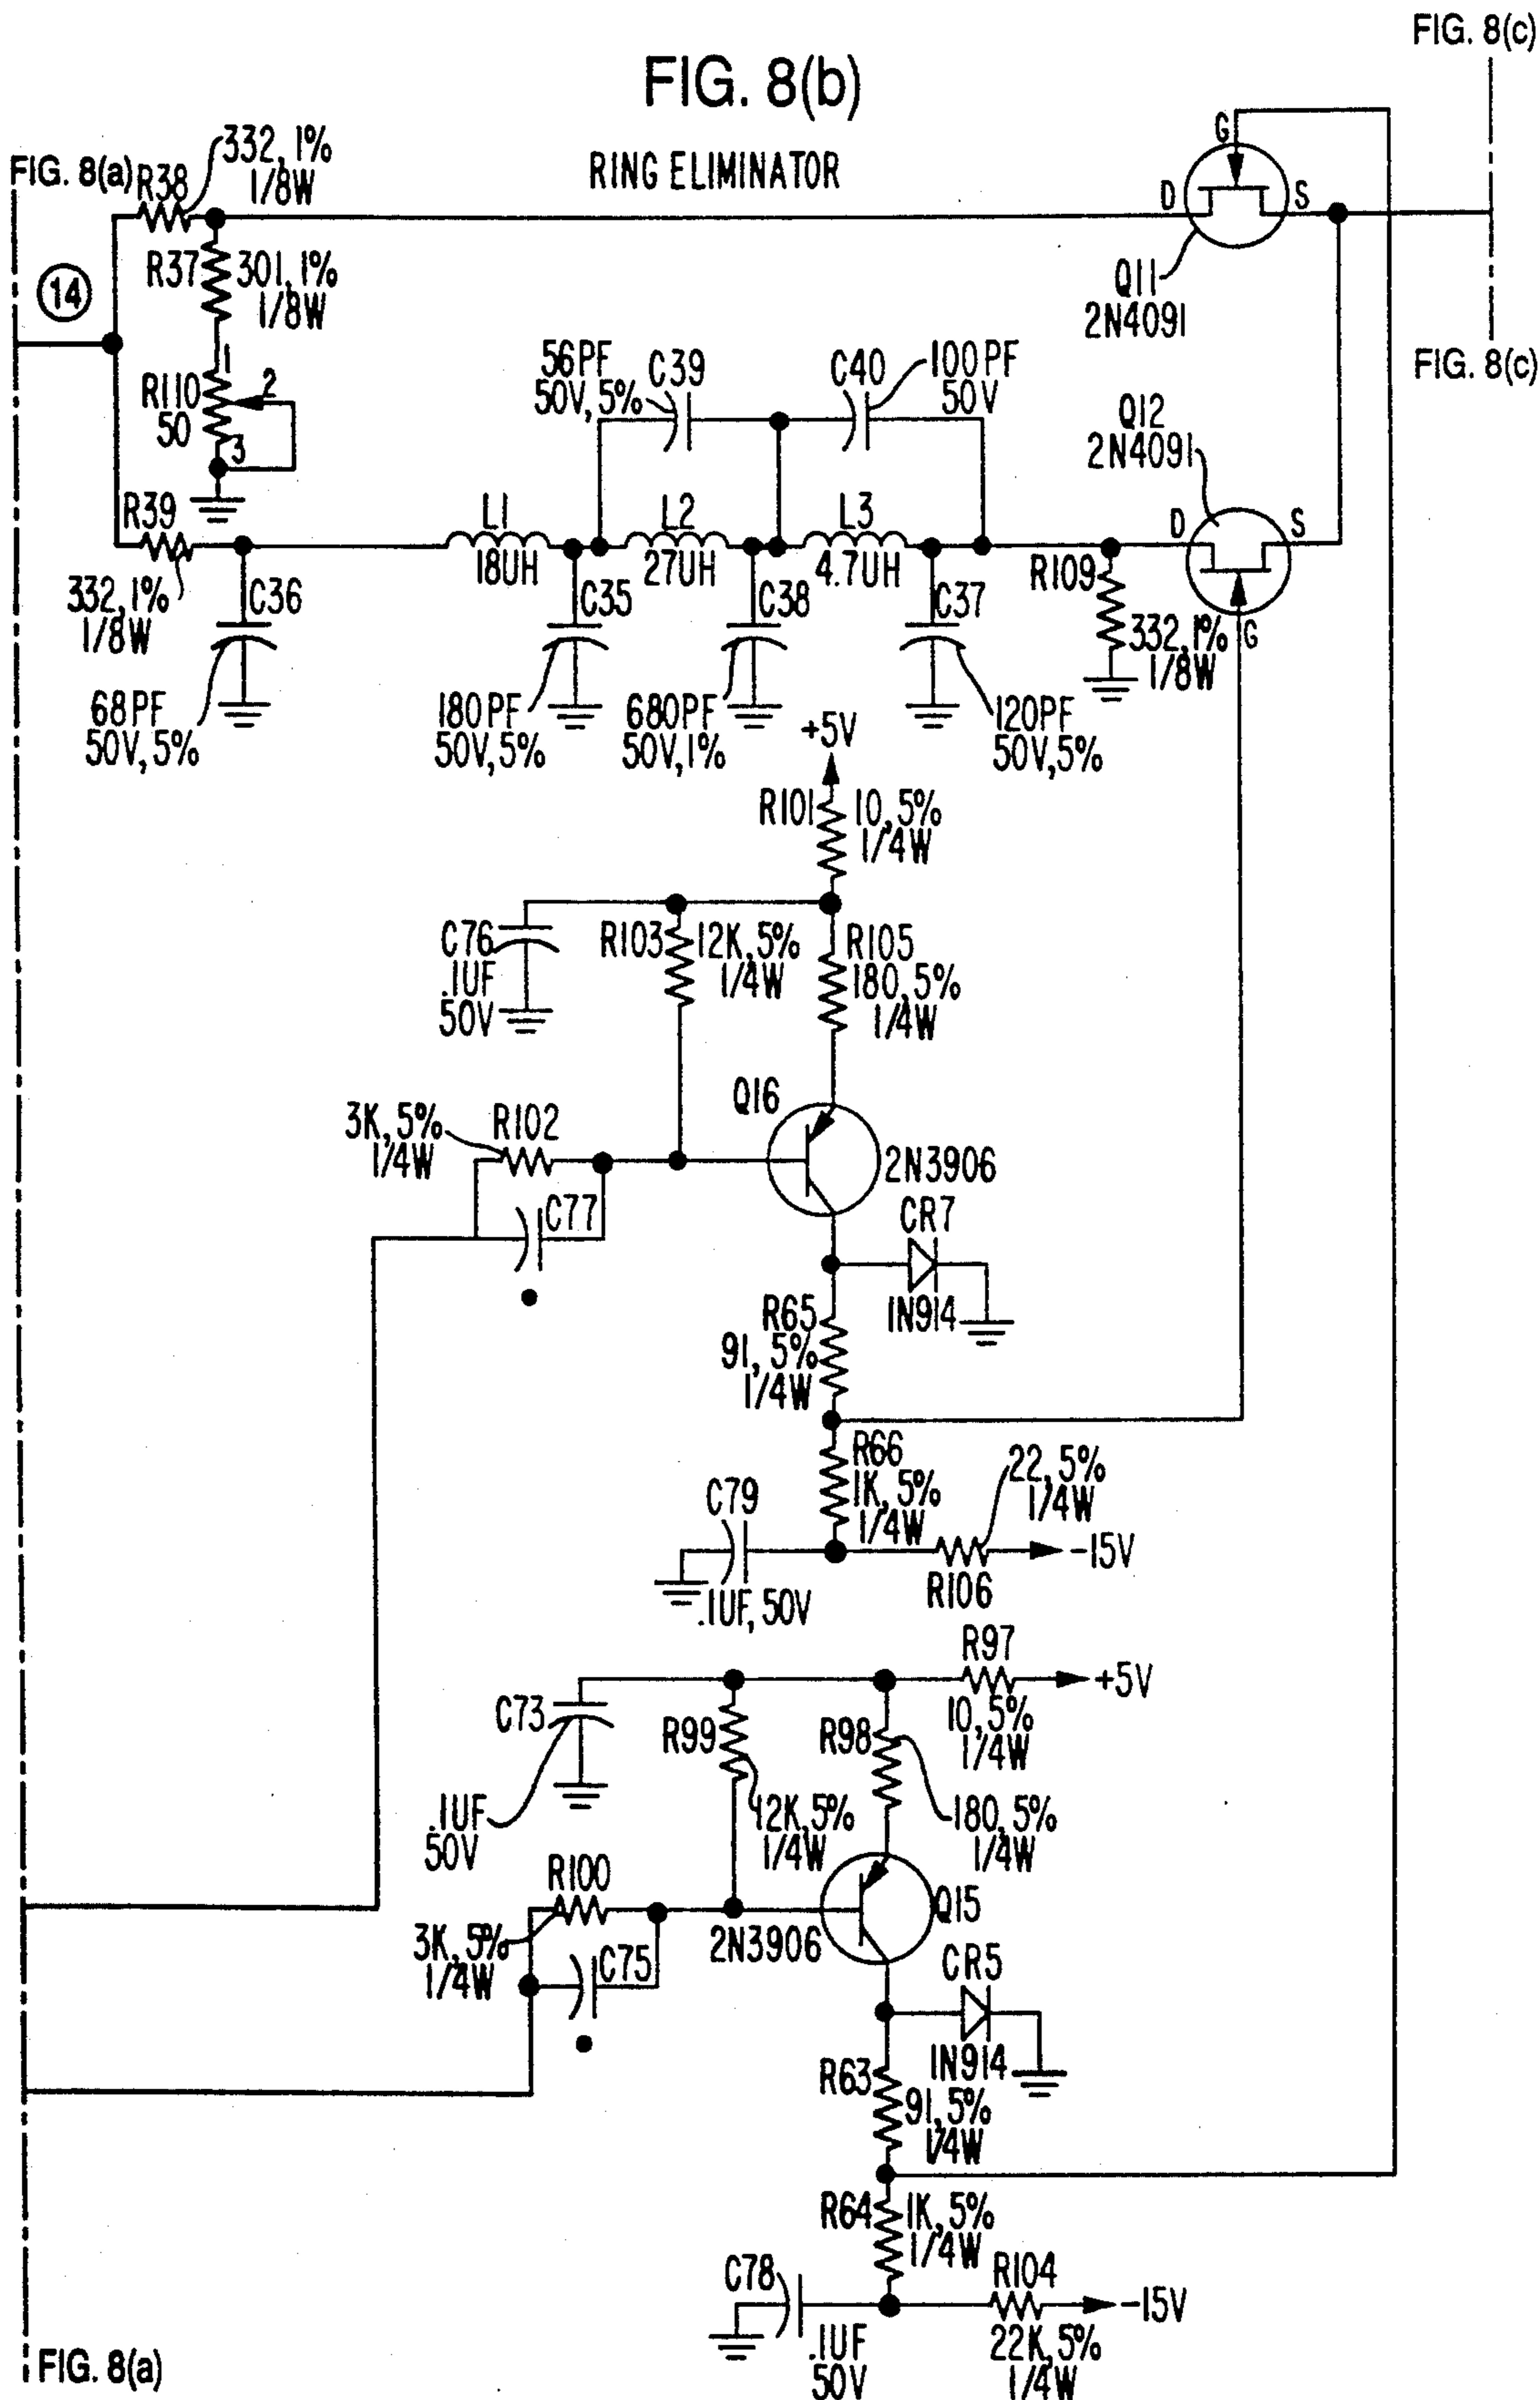 FIG. 8(c)
FIG. 8(b)
RING ELIMINATOR
FIG. 8(a)
R38
332, 1%
1/8W
G
D
S
14
R37
301, 1%
1/8W
Q11
2N4091
FIG. 8(c)
1
R110
50
2
3
56PF
50V, 5%
C39
C40
100PF
50V
Q12
2N4091
R39
332, 1%
1/8W
L1
18UH
L2
27UH
L3
4.7UH
D
S
G
R109
332, 1%
1/8W
C36
68PF
50V, 5%
C35
180PF
50V, 5%
C38
680PF
50V, 1%
C37
120PF
50V, 5%
+5V
R101
10, 5%
1/4W
C76
.1UF
50V
R103
12K, 5%
1/4W
R105
180, 5%
1/4W
Q16
2N3906
3K, 5%
1/4W
R102
C77
CR7
1N914
R65
91, 5%
1/4W
R66
1K, 5%
1/4W
22, 5%
1/4W
C79
.1UF, 50V
-15V
R106
R97
+5V
10, 5%
1/4W
C73
.1UF
50V
R99
12K, 5%
1/4W
R98
180, 5%
1/4W
R100
3K, 5%
1/4W
C75
2N3906
Q15
CR5
1N914
R63
91, 5%
1/4W
R64
1K, 5%
1/4W
C78
.1UF
50V
R104
-15V
22K, 5%
1/4W
FIG. 8(a)